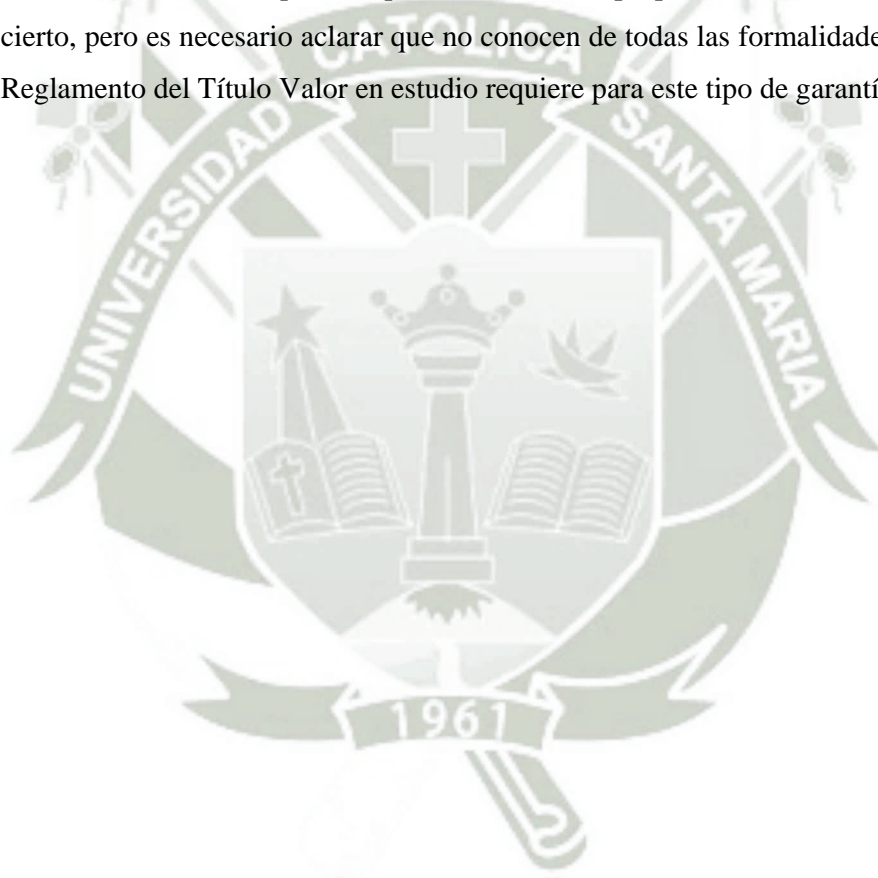 cierto, pero es necesario aclarar que no conocen de todas las formalidade
Reglamento del Título Valor en estudio requiere para este tipo de garantí
UNIVERSIDAD CATOLICA SANTA MARIA
1961